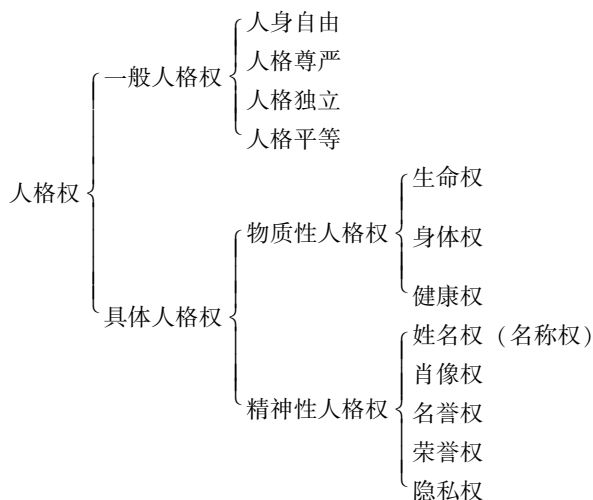 人身自由
人格尊严
一般人格权
人格独立
人格平等
生命权
人格权
物质性人格权
身体权
健康权
具体人格权
姓名权（名称权）
肖像权
精神性人格权
名誉权
荣誉权
隐私权